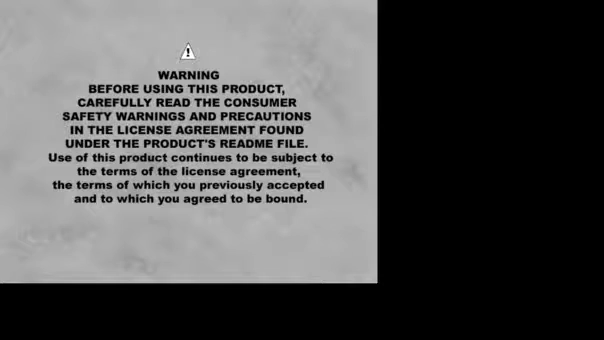 WARNING
BEFORE USING THIS PRODUCT,
CAREFULLY READ THE CONSUMER
SAFETY WARNINGS AND PRECAUTIONS
IN THE LICENSE AGREEMENT FOUND
UNDER THE PRODUCT'S README FILE.
Use of this product continues to be subject to
the terms of the license agreement,
the terms of which you previously accepted
and to which you agreed to be bound.